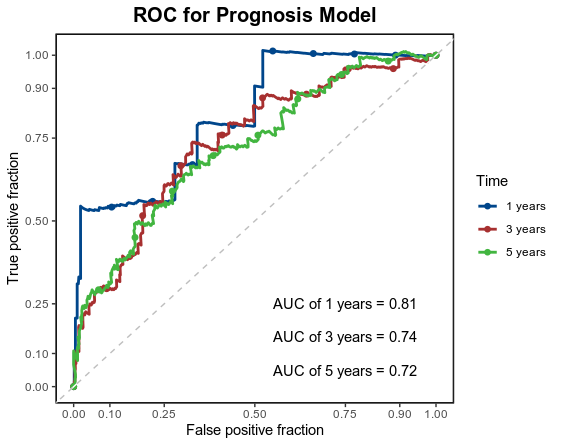 ROC for Prognosis Model
True positive fraction
1.00
0.90
0.75
0.50
0.25
0.10
0.00
AUC of 1 years = 0.81
AUC of 3 years = 0.74
AUC of 5 years = 0.72
0.00 0.10 0.25 0.50 0.75 0.90 1.00
False positive fraction
Time
1 years
3 years
5 years